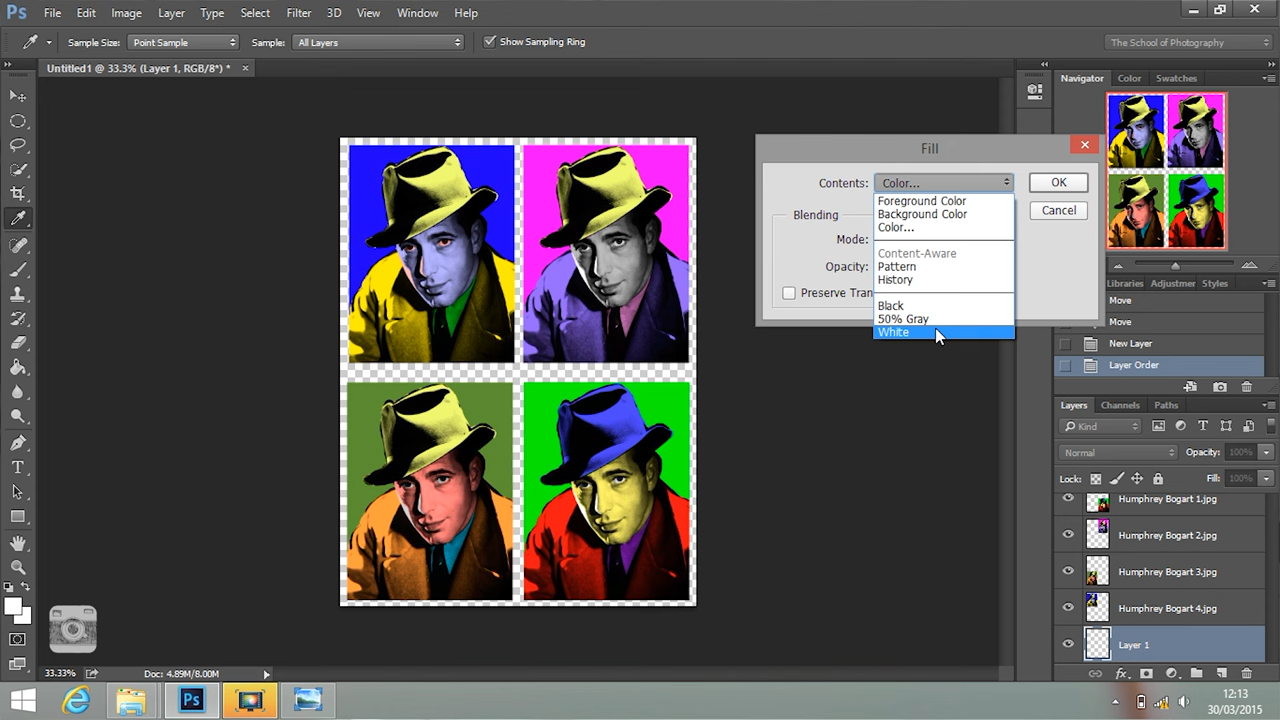 Ps File Edit Image Layer Type Select Filter 3D View Window Help
Sample Size: Point Sample Sample: All Layers Show Sampling Ring The School of Photography
Untitled1 @ 33.3% (Layer 1, RGB/8*) * ×
Navigator Color Swatches
Fill
Contents: Color... OK
Foreground Color
Background Color
Color...
Cancel
Blending
Mode:
Content-Aware
Opacity: Pattern
History
Preserve Tran
Black
50% Gray
White
Libraries Adjustmer Styles
Move
Move
New Layer
Layer Order
Layers Channels Paths
Kind
Normal Opacity: 100%
Lock: Fill: 100%
Humphrey Bogart 1.jpg
Humphrey Bogart 2.jpg
Humphrey Bogart 3.jpg
Humphrey Bogart 4.jpg
Layer 1
33.33% Doc: 4.89M/8.00M
Ps
12:13
30/03/2015